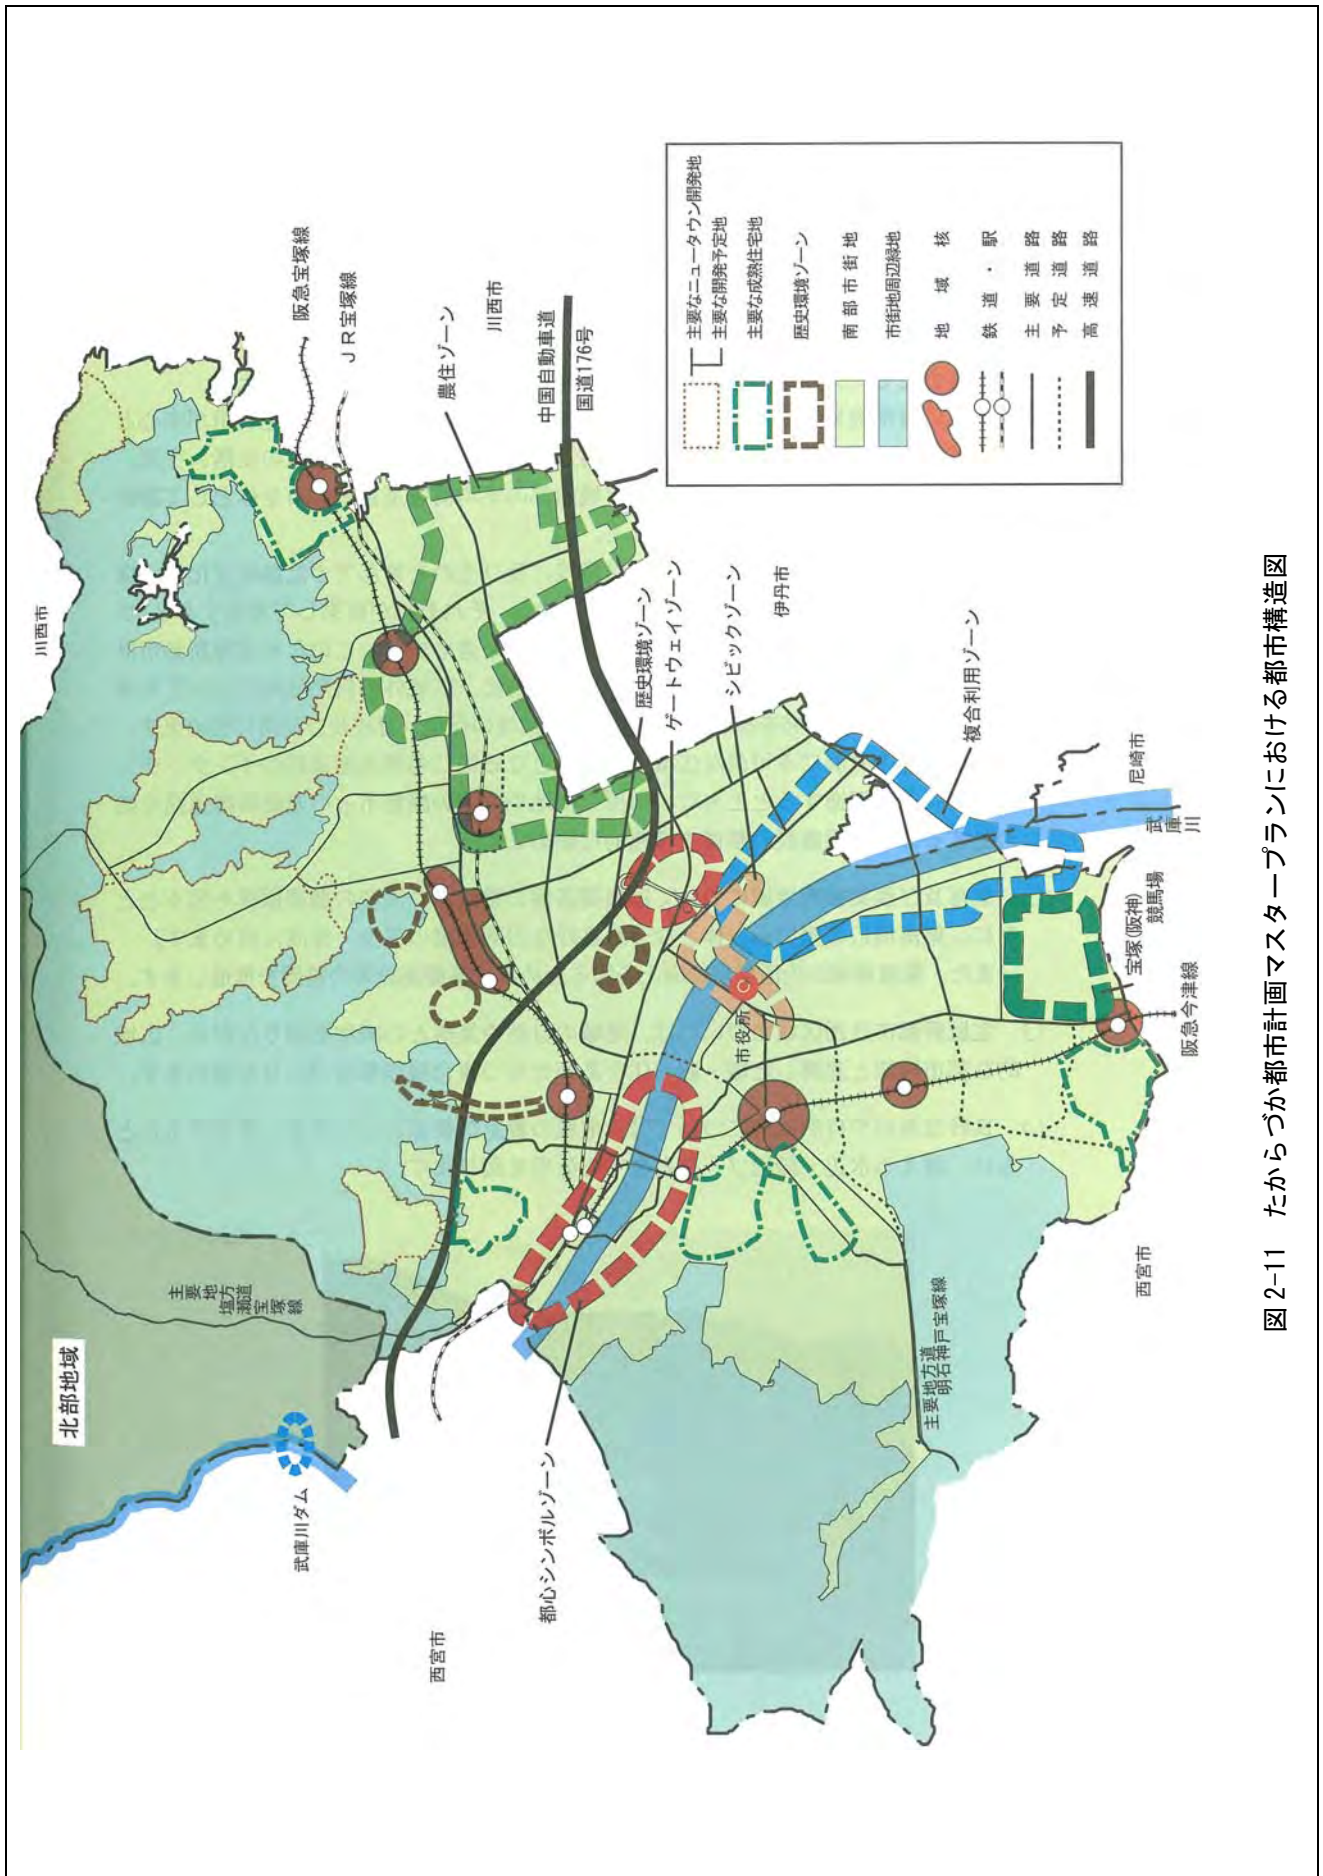 北部地域
主要地方道
塩瀬宝塚線
武庫川ダム
西宮市
都心シンボルゾーン
主要地方道
明石神戸宝塚線
西宮市
川西市
阪急宝塚線
JR宝塚線
農住ゾーン
川西市
中国自動車道
国道176号
歴史環境ゾーン
ゲートウェイゾーン
シビックゾーン
伊丹市
複合利用ゾーン
尼崎市
武庫川
市役所
宝塚(阪神)
競馬場
阪急今津線
主要なニュータウン開発地
主要な開発予定地
主要な成熟住宅地
歴史環境ゾーン
南部市街地
市街地周辺緑地
地域核
鉄道・駅
主要道路
予定道路
高速道路
図 2-11 たからづか都市計画マスタープランにおける都市構造図